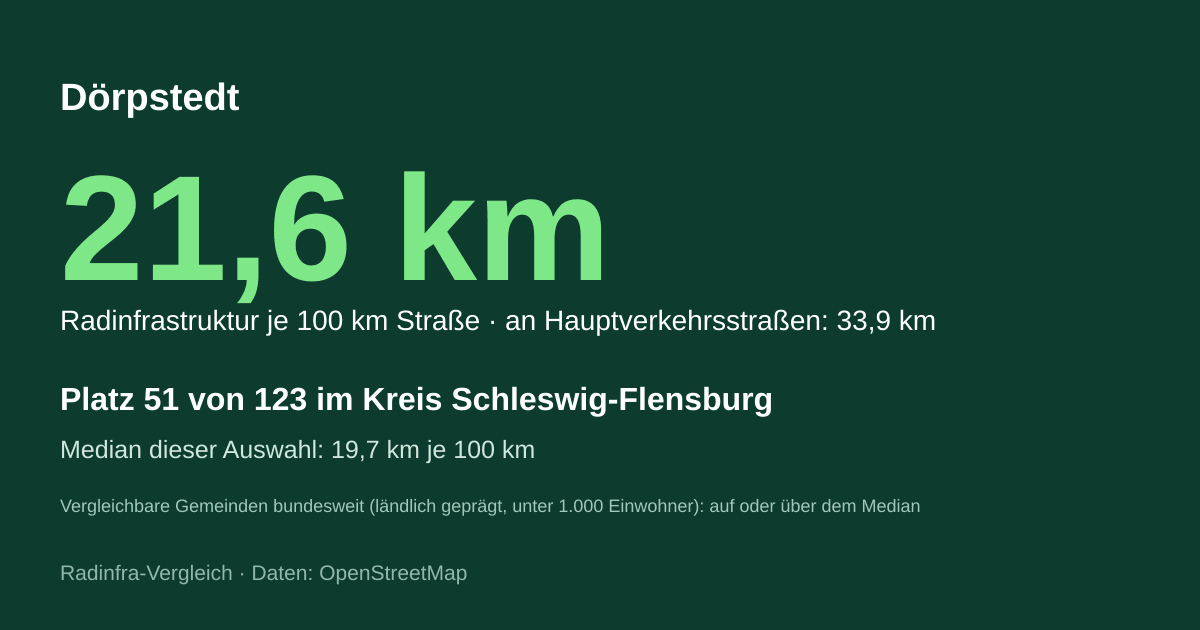 Dörpstedt
21,6 km
Radinfrastruktur je 100 km Straße · an Hauptverkehrsstraßen: 33,9 km
Platz 51 von 123 im Kreis Schleswig-Flensburg
Median dieser Auswahl: 19,7 km je 100 km
Vergleichbare Gemeinden bundesweit (ländlich geprägt, unter 1.000 Einwohner): auf oder über dem Median
Radinfra-Vergleich · Daten: OpenStreetMap